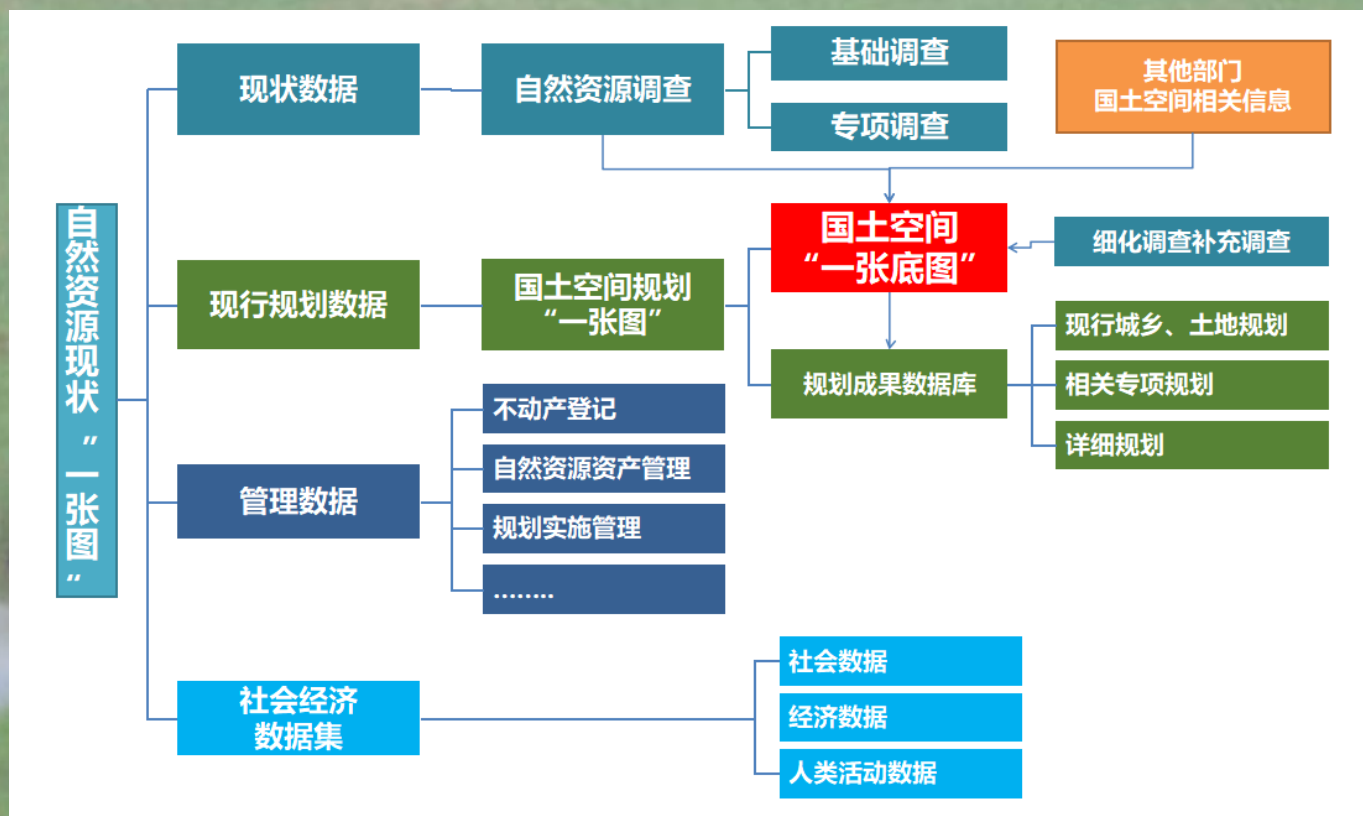 自然资源现状“一张图”
现状数据
自然资源调查
基础调查
专项调查
其他部门
国土空间相关信息
现行规划数据
国土空间规划
“一张图”
国土空间
“一张底图”
细化调查补充调查
规划成果数据库
现行城乡、土地规划
相关专项规划
详细规划
管理数据
不动产登记
自然资源资产管理
规划实施管理
........
社会经济
数据集
社会数据
经济数据
人类活动数据